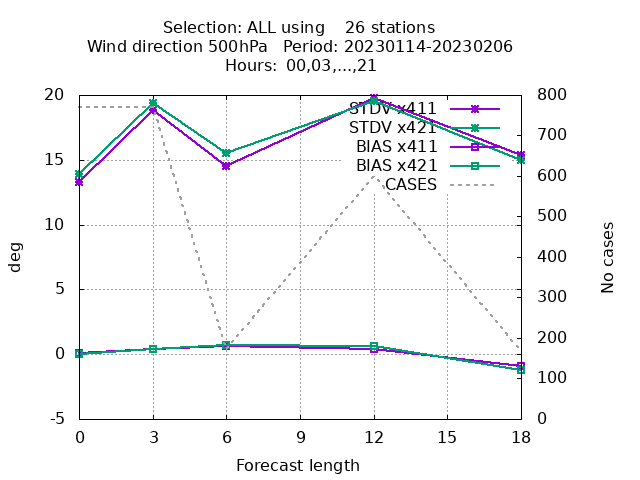 Selection: ALL using    26 stations
Wind direction 500hPa   Period: 20230114-20230206
Hours:  00,03,...,21
20
15
10
5
0
-5
800
700
600
500
400
300
200
100
0
STDV x411
STDV x421
BIAS x411
BIAS x421
CASES
deg
No cases
0 3 6 9 12 15 18
Forecast length